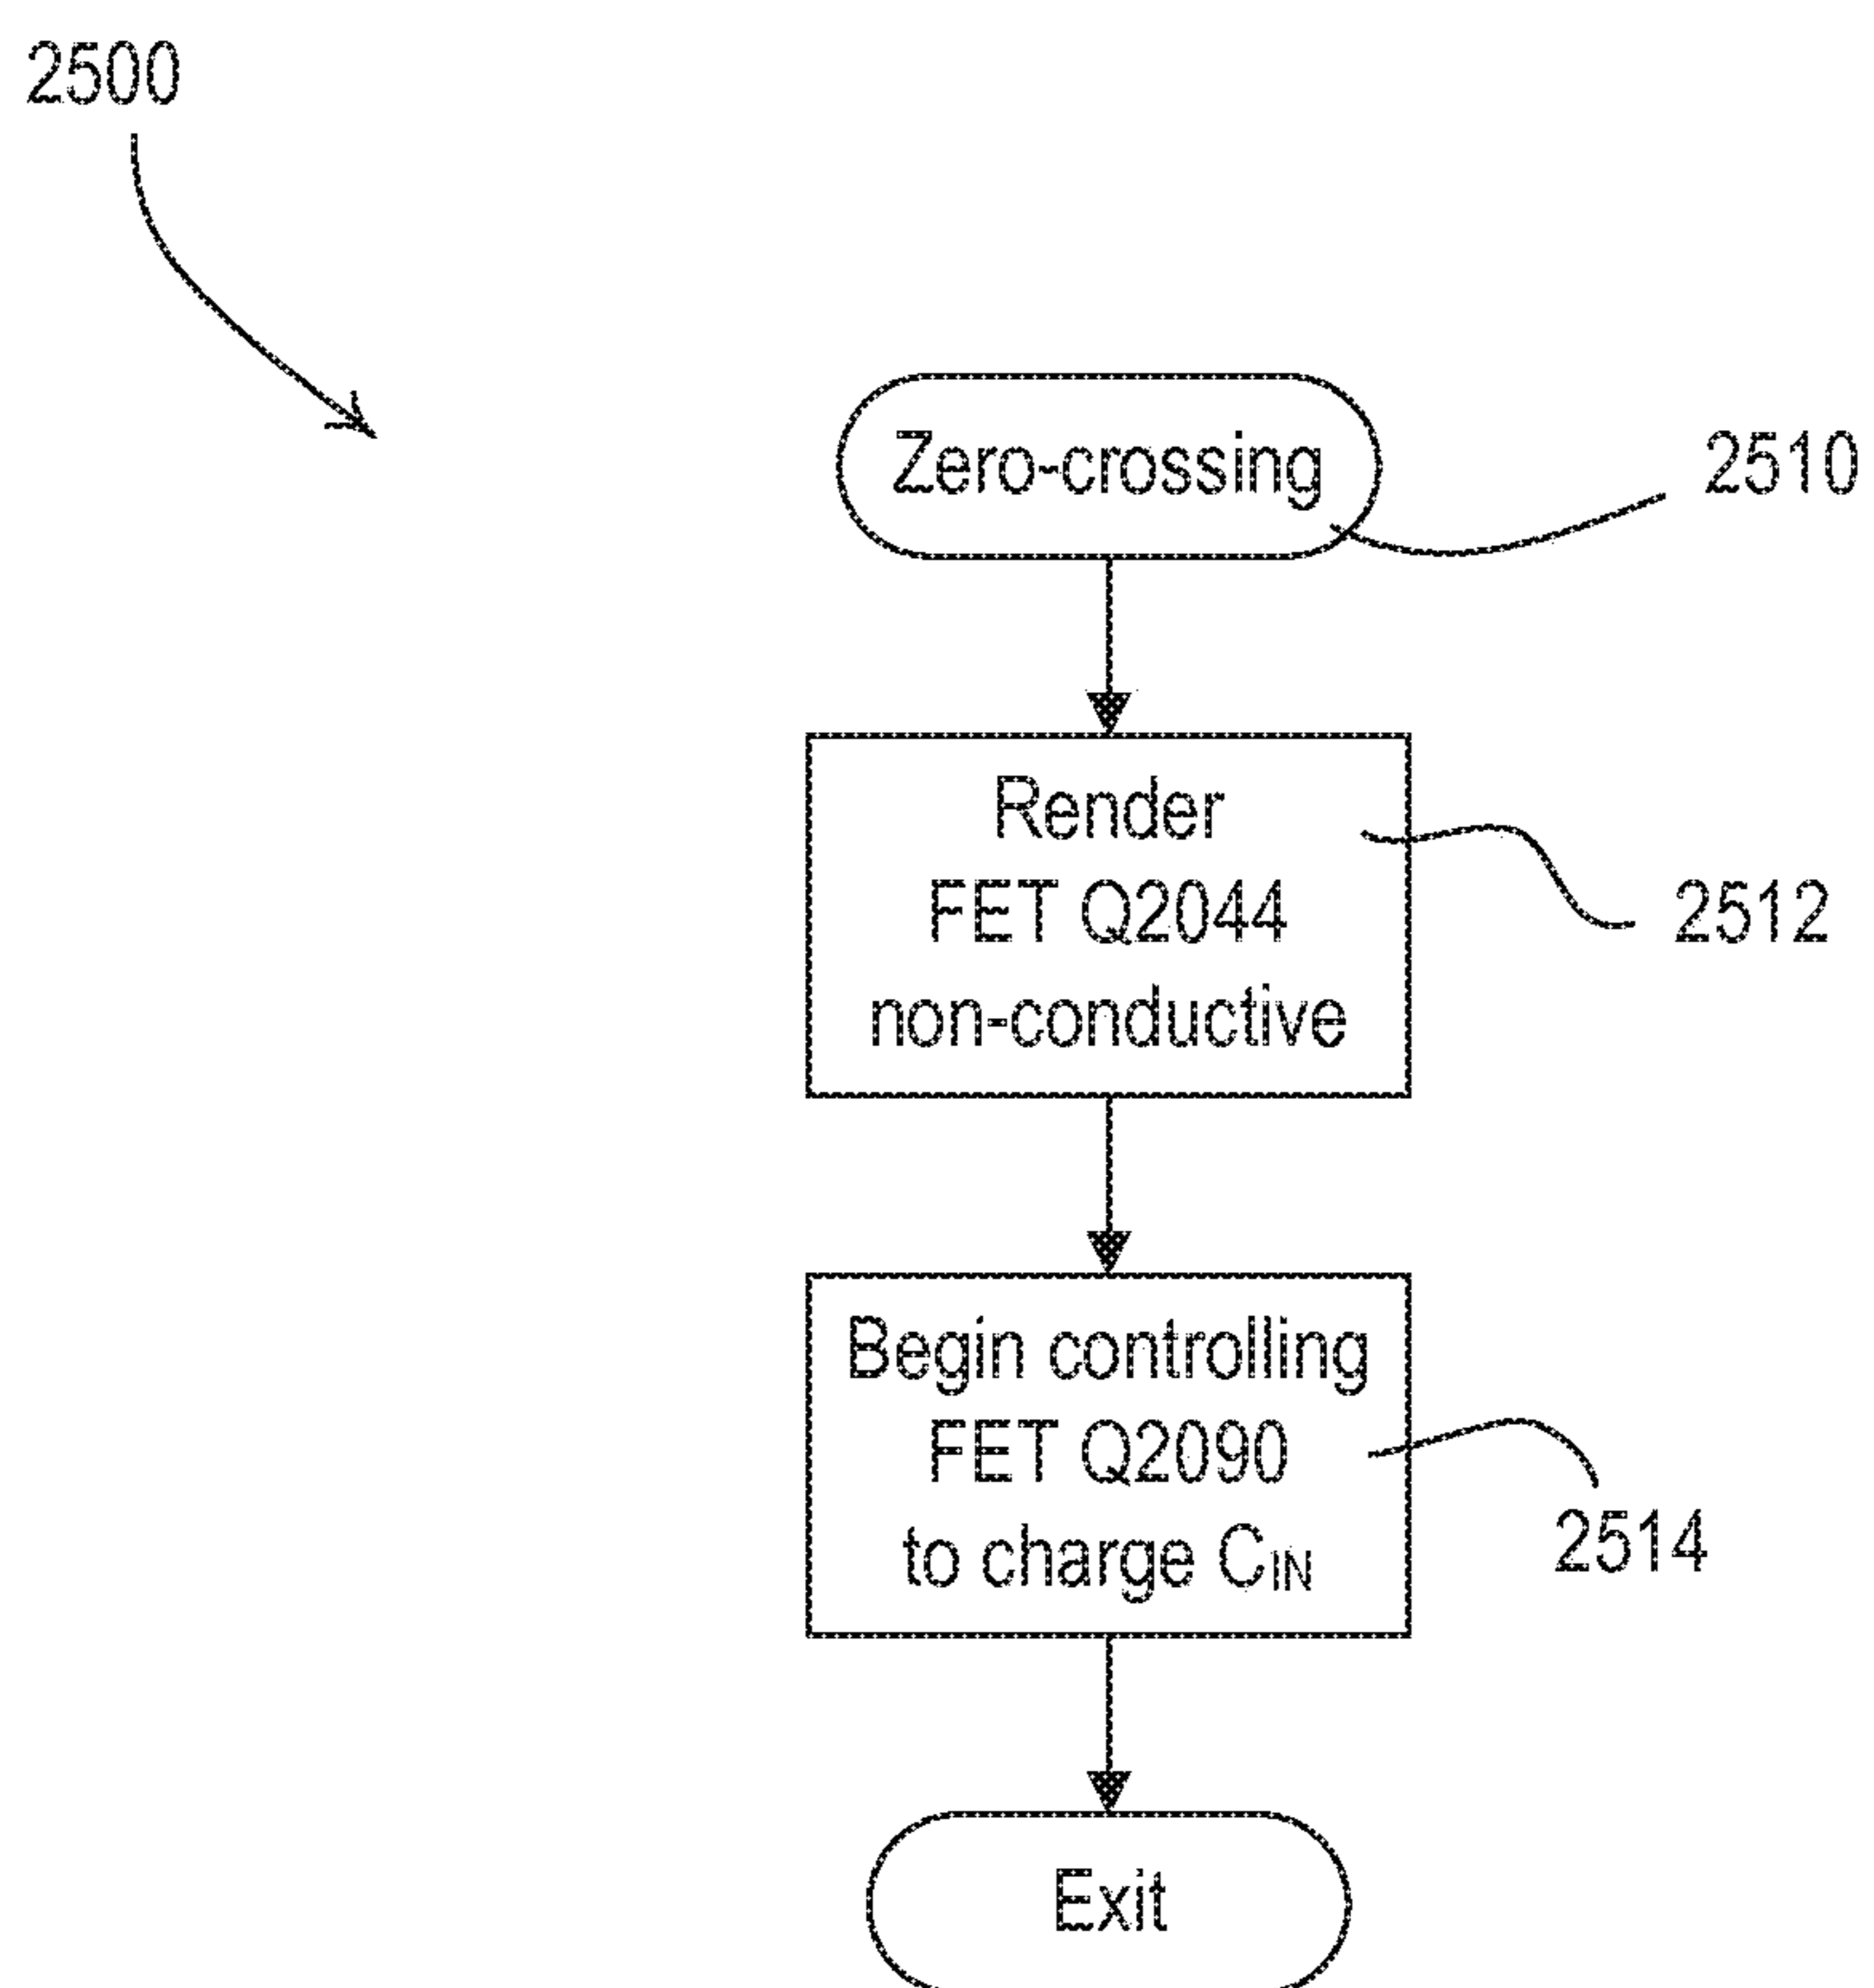 2500
Zero-crossing
2510
Render
FET Q2044
non-conductive
2512
Begin controlling
FET Q2090
to charge CIN
2514
Exit